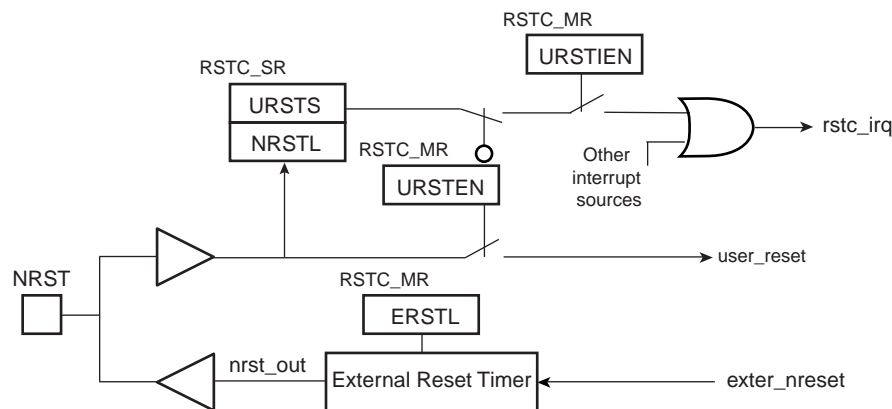 RSTC_MR
URSTIEN
RSTC_SR
URSTS
NRSTL
rstc_irq
RSTC_MR
URSTEN
Other
interrupt
sources
user_reset
NRST
RSTC_MR
ERSTL
nrst_out
External Reset Timer
exter_nreset